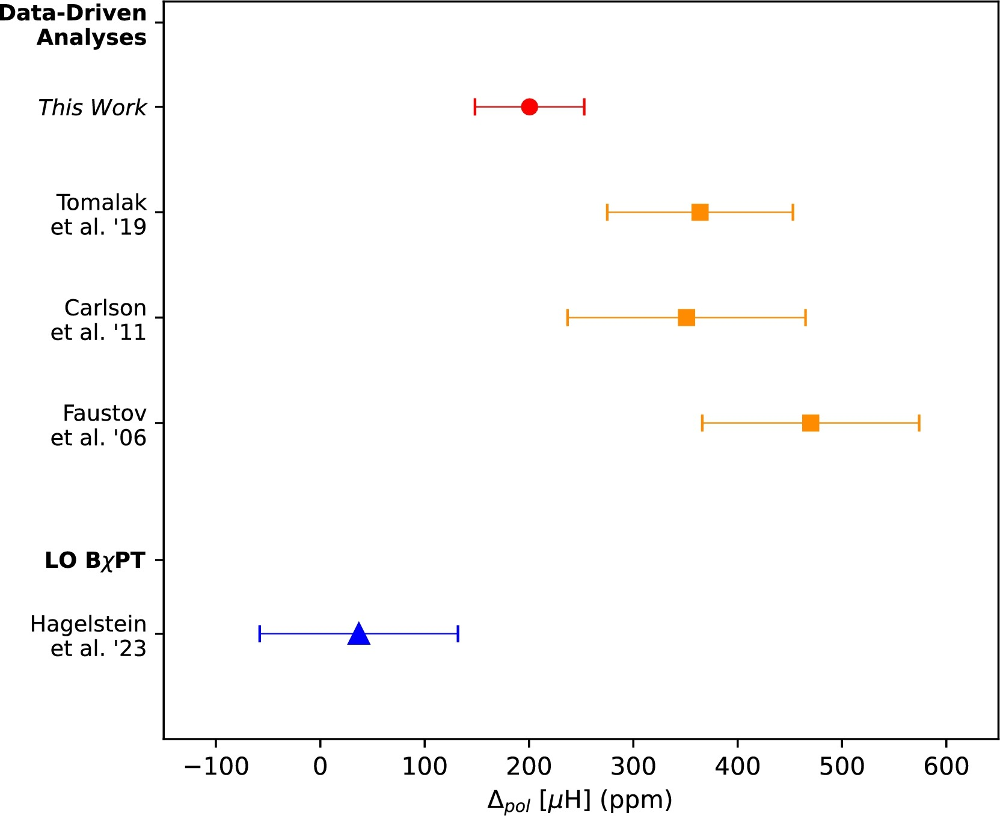 Data-Driven
Analyses
This Work
Tomalak
et al. '19
Carlson
et al. '11
Faustov
et al. '06
LO BχPT
Hagelstein
et al. '23
−100 0 100 200 300 400 500 600
Δpol [μH] (ppm)